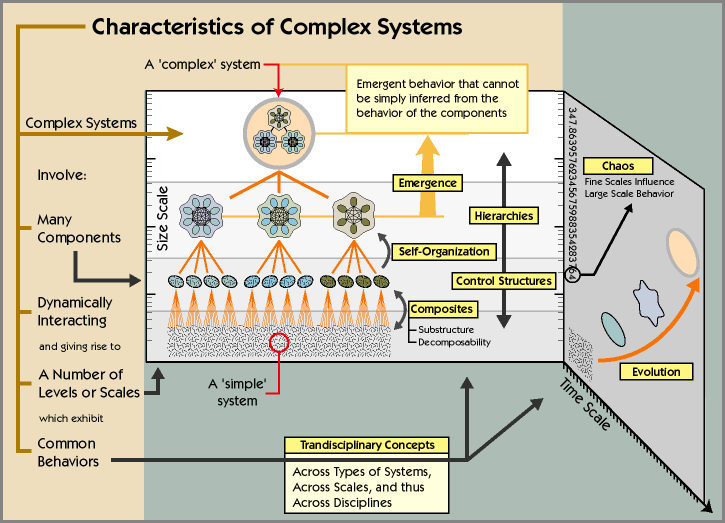 Characteristics of Complex Systems
A 'complex' system
Emergent behavior that cannot
be simply inferred from the
behavior of the components
Complex Systems
Involve:
Many
Components
Dynamically
Interacting
and giving rise to
A Number of
Levels or Scales
which exhibit
Common
Behaviors
Size Scale
Emergence
Hierarchies
Self-Organization
Control Structures
Composites
Substructure
Decomposability
A 'simple'
system
Trandisciplinary Concepts
Across Types of Systems,
Across Scales, and thus
Across Disciplines
347.86395762345675988354283764
Chaos
Fine Scales Influence
Large Scale Behavior
Evolution
Time Scale